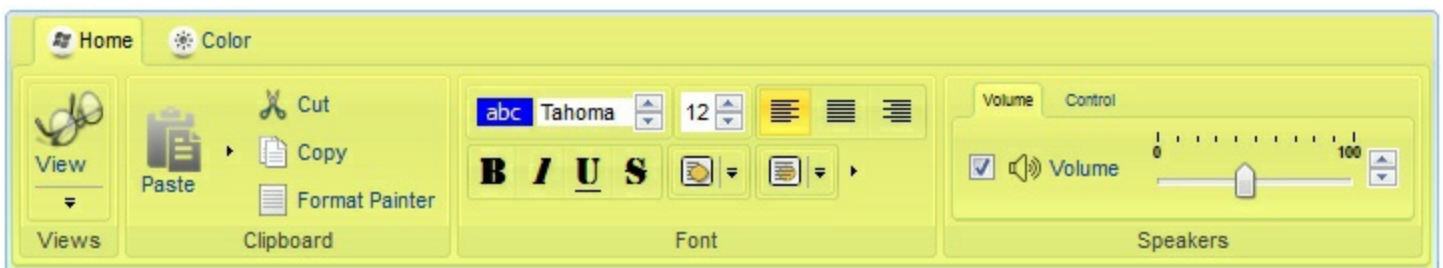 Home Color
View
Paste
Cut
Copy
Format Painter
abc Tahoma 12
B I U S
Volume Control
0 100
Volume
Views Clipboard Font Speakers